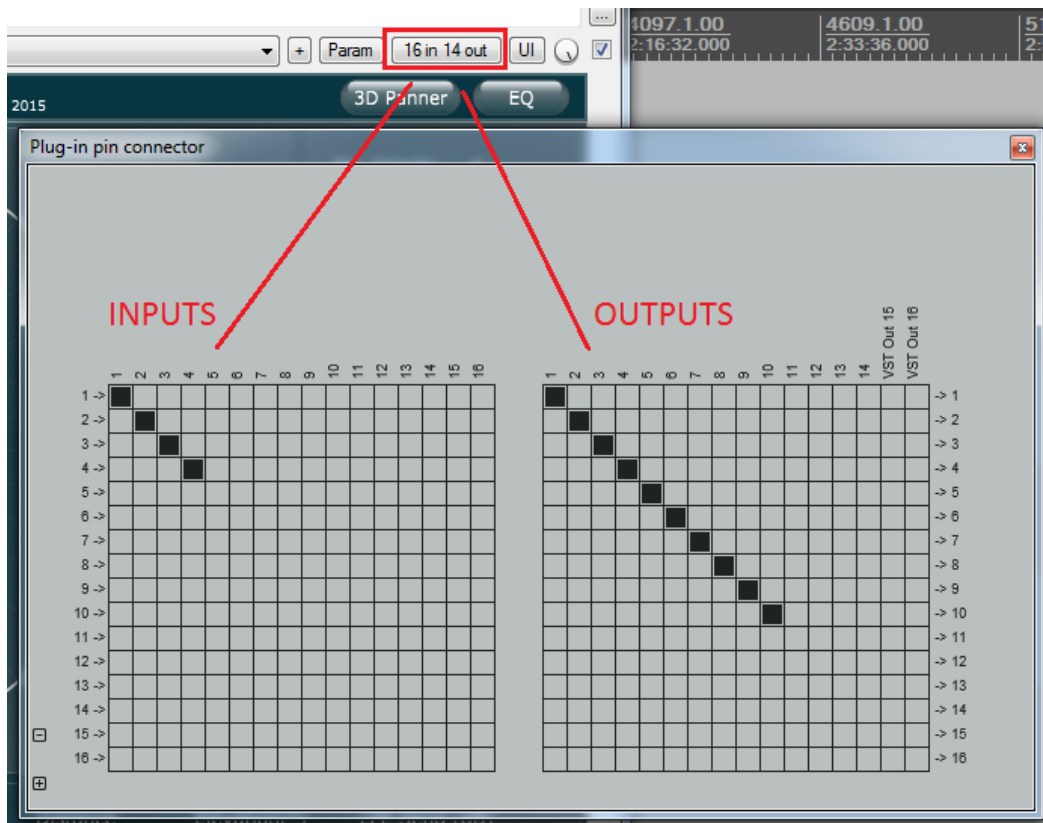 ...
4097.1.00 4609.1.00
2:16:32.000 2:33:36.000
+ Param 16 in 14 out UI
2015 3D Panner EQ
Plug-in pin connector
INPUTS OUTPUTS
1 2 3 4 5 6 7 8 9 10 11 12 13 14 15 16
1 2 3 4 5 6 7 8 9 10 11 12 13 14 VST Out 15 VST Out 16
1 -> -> 1
2 -> -> 2
3 -> -> 3
4 -> -> 4
5 -> -> 5
6 -> -> 6
7 -> -> 7
8 -> -> 8
9 -> -> 9
10 -> -> 10
11 -> -> 11
12 -> -> 12
13 -> -> 13
14 -> -> 14
15 -> -> 15
16 -> -> 16